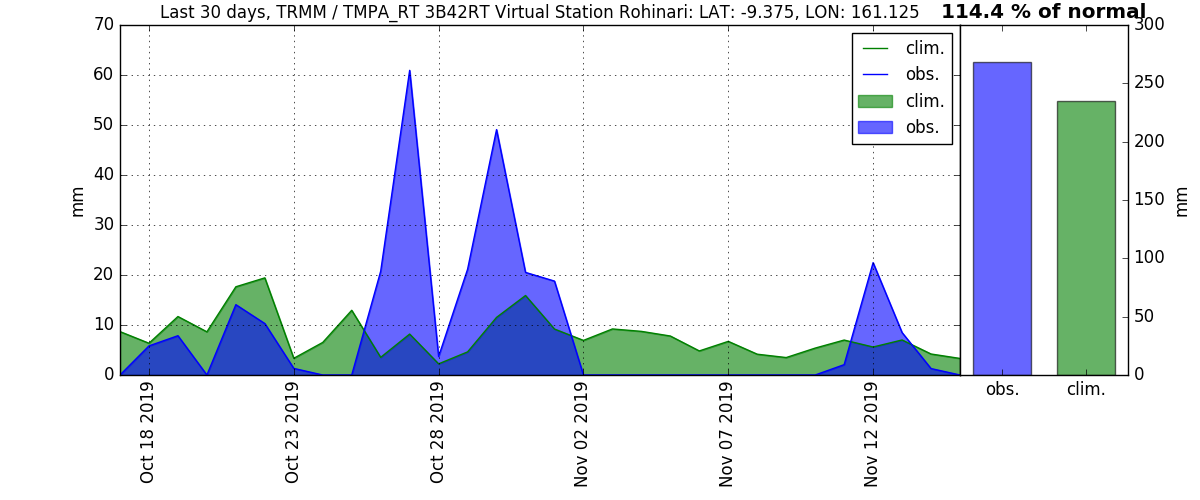 Last 30 days, TRMM / TMPA_RT 3B42RT Virtual Station Rohinari: LAT: -9.375, LON: 161.125
114.4 % of normal
70
60
50
40
30
20
10
0
mm
clim.
obs.
clim.
obs.
300
250
200
150
100
50
0
mm
Oct 18 2019
Oct 23 2019
Oct 28 2019
Nov 02 2019
Nov 07 2019
Nov 12 2019
obs.
clim.